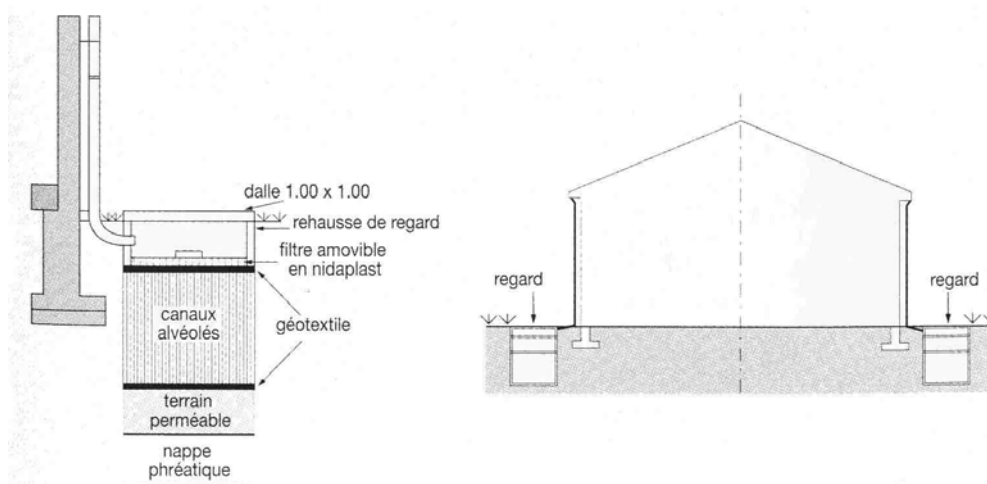 dalle 1.00 x 1.00
rehausse de regard
filtre amovible
en nidaplast
canaux
alvéolés
géotextile
terrain
perméable
nappe
phréatique
regard
regard